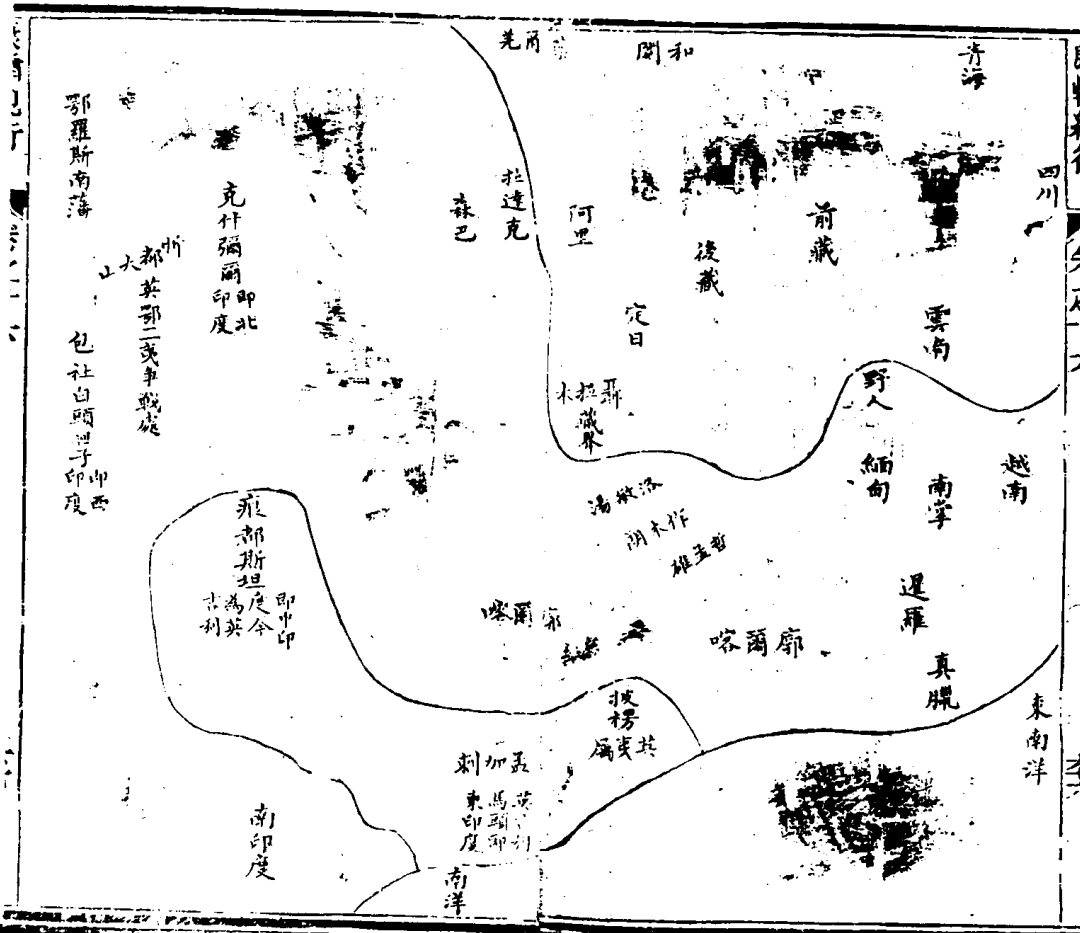 青海
四川
和闐
羌
爾
前藏
後藏
雲南
阿里
定日
聶拉木
藏界
拉達克
森巴
克什彌爾
即北印度
鄂羅斯南藩
忻都大山
英鄂二夷爭戰處
包社白頭回子
即西印度
野人
緬甸
南掌
越南
暹羅
真臘
洛敏湯
作木朗
哲孟雄
廓爾喀
廓爾喀
痕都斯坦
即中印度今為英吉利
披楞
英夷屬
孟加剌
馬頭即東印度
南印度
南洋
東南洋